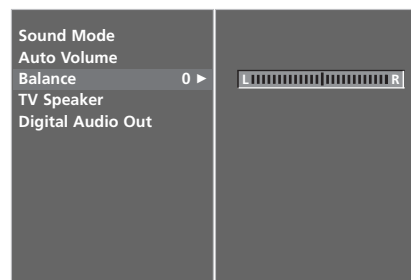 Sound Mode
Auto Volume
Balance 0 ►
TV Speaker
Digital Audio Out
L R